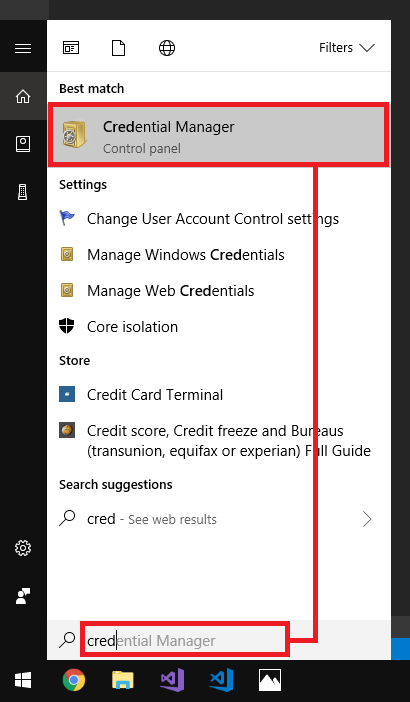 Filters
Best match
Credential Manager
Control panel
Settings
Change User Account Control settings
Manage Windows Credentials
Manage Web Credentials
Core isolation
Store
Credit Card Terminal
Credit score, Credit freeze and Bureaus
(transunion, equifax or experian) Full Guide
Search suggestions
cred - See web results
credential Manager